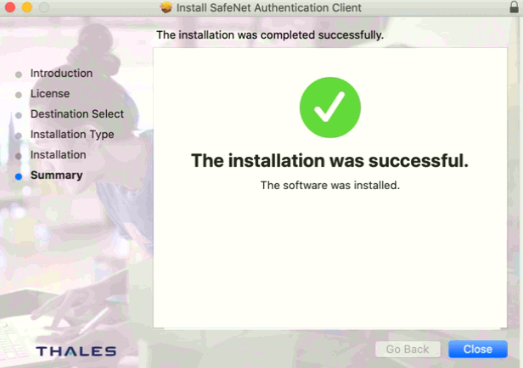 Install SafeNet Authentication Client
The installation was completed successfully.
Introduction
License
Destination Select
Installation Type
Installation
Summary
The installation was successful.
The software was installed.
THALES
Go Back
Close